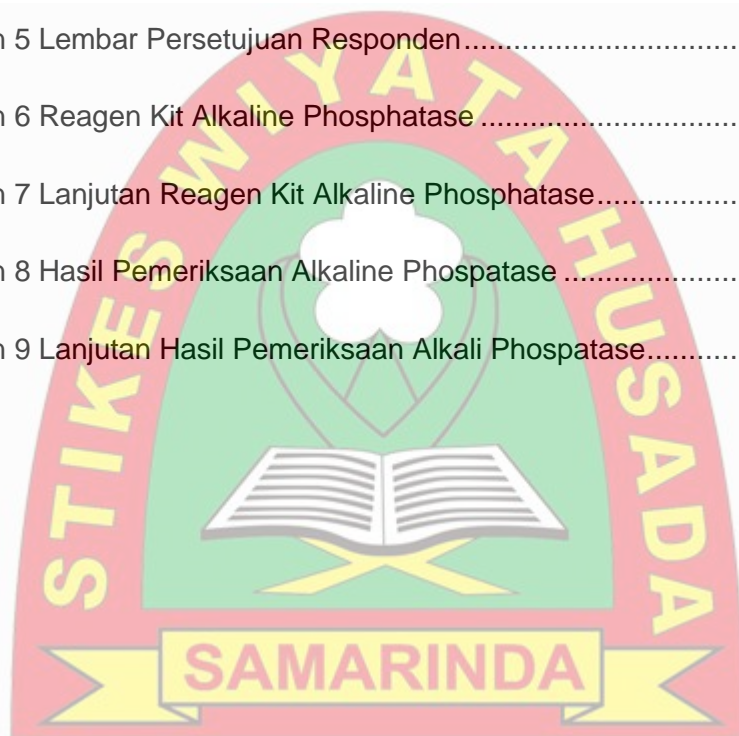 n 5 Lembar Persetujuan Responden...................................
n 6 Reagen Kit Alkaline Phosphatase .................................
n 7 Lanjutan Reagen Kit Alkaline Phosphatase..................
n 8 Hasil Pemeriksaan Alkaline Phospatase ......................
n 9 Lanjutan Hasil Pemeriksaan Alkali Phospatase............
STIKES WIYATA HUSADA
SAMARINDA